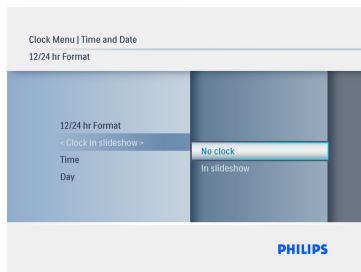 Clock Menu | Time and Date
12/24 hr Format
12/24 hr Format
< Clock in slideshow >
Time
Day
No clock
In slideshow
PHILIPS